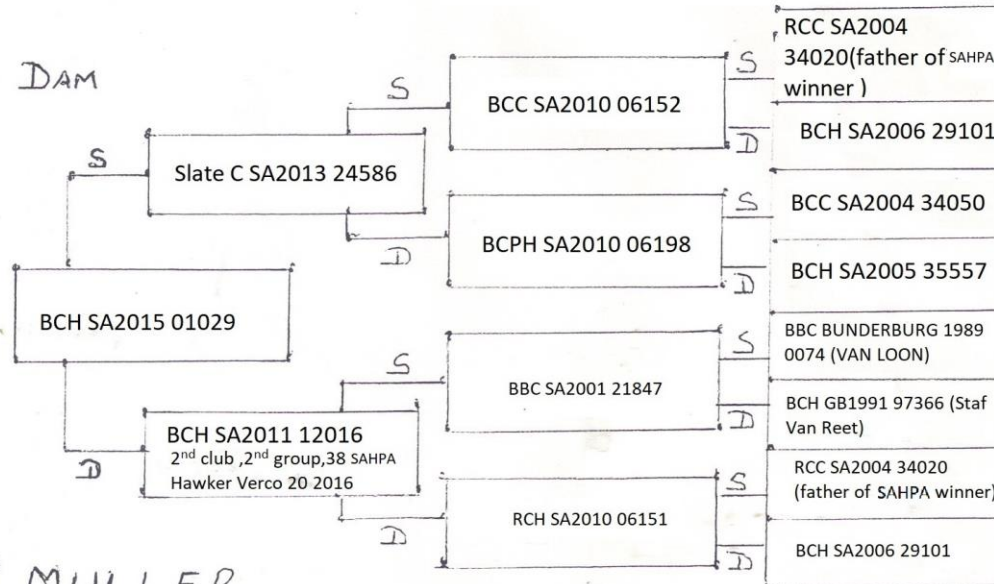 DAM
RCC SA2004
34020(father of SAHPA
winner )
S
BCC SA2010 06152
S
D
BCH SA2006 29101
S
Slate C SA2013 24586
BCC SA2004 34050
S
BCPH SA2010 06198
D
D
BCH SA2005 35557
BCH SA2015 01029
BBC BUNDERBURG 1989
0074 (VAN LOON)
S
S
BBC SA2001 21847
BCH GB1991 97366 (Staf
Van Reet)
D
BCH SA2011 12016
2nd club ,2nd group,38 SAHPA
Hawker Verco 20 2016
D
RCC SA2004 34020
(father of SAHPA winner)
S
RCH SA2010 06151
D
D
BCH SA2006 29101
MULLER